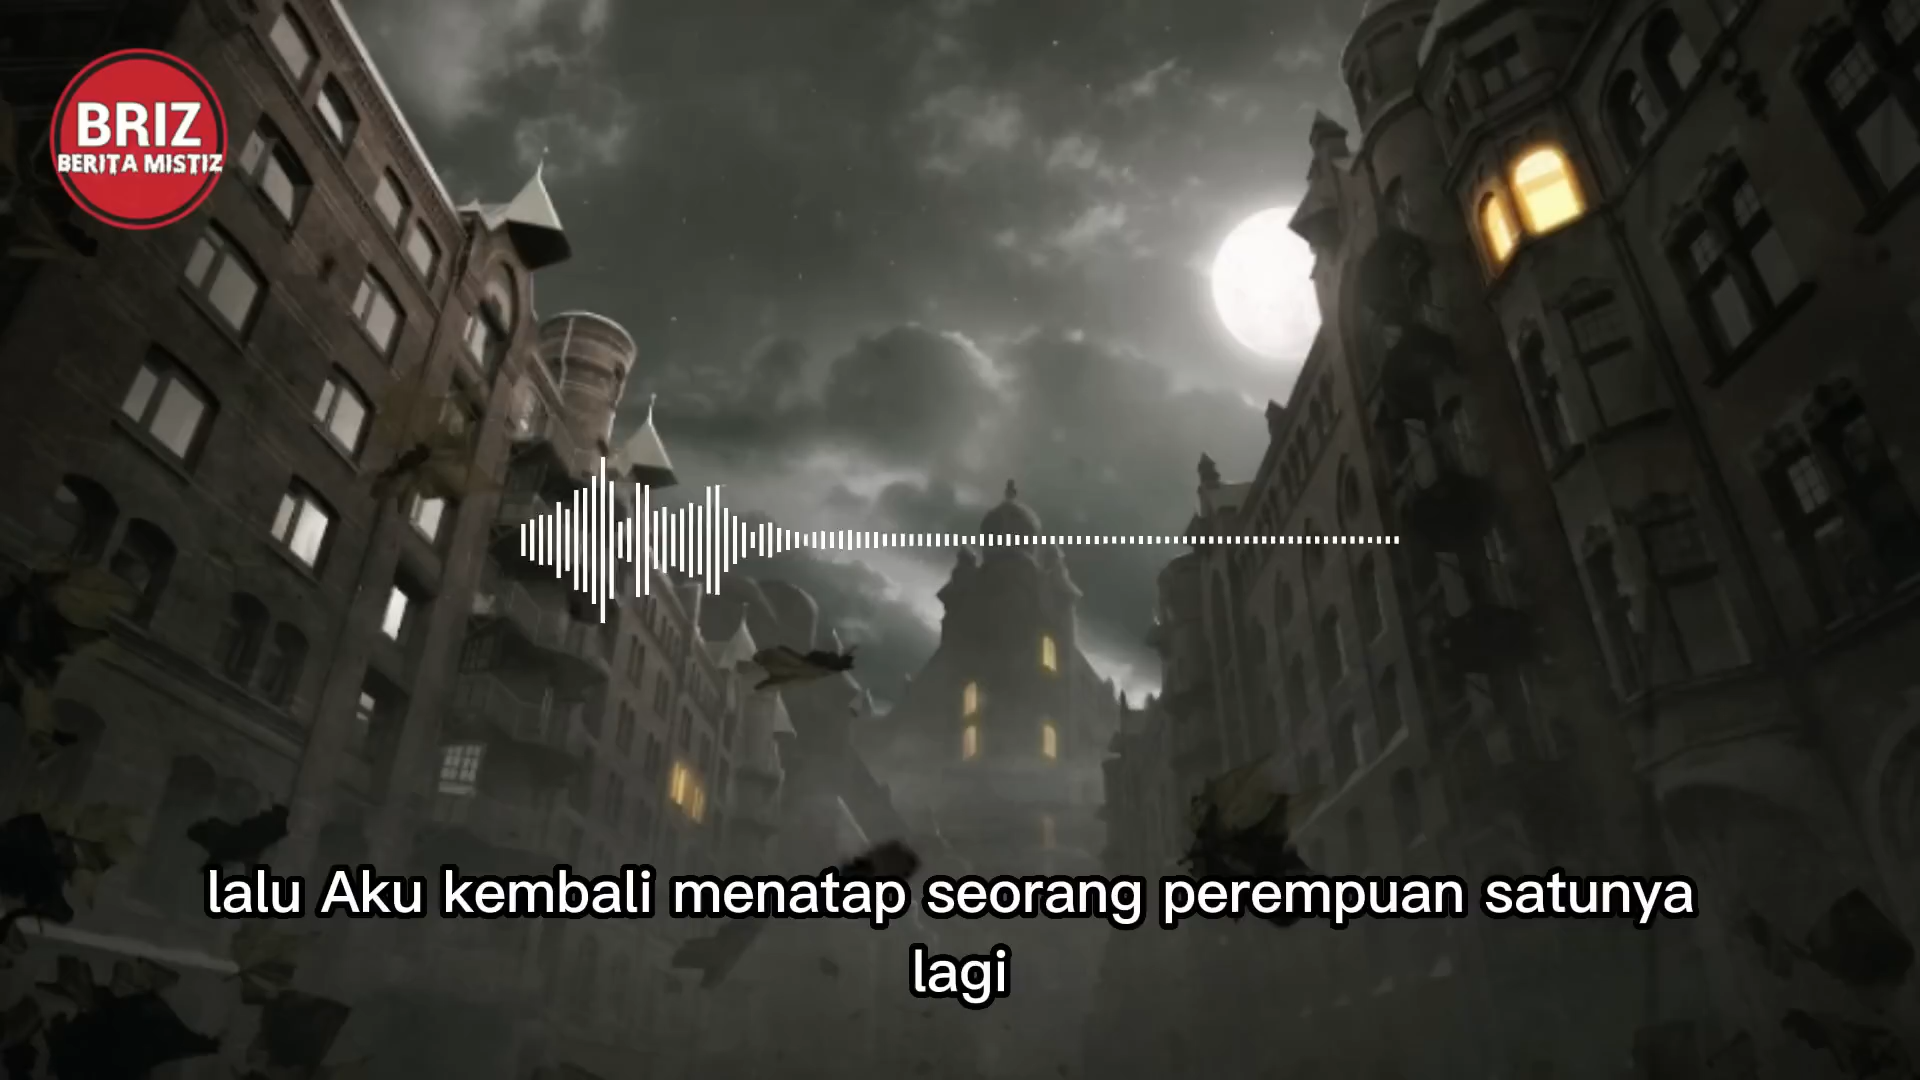 BRIZ
BERITA MISTIZ
lalu Aku kembali menatap seorang perempuan satunya
lagi